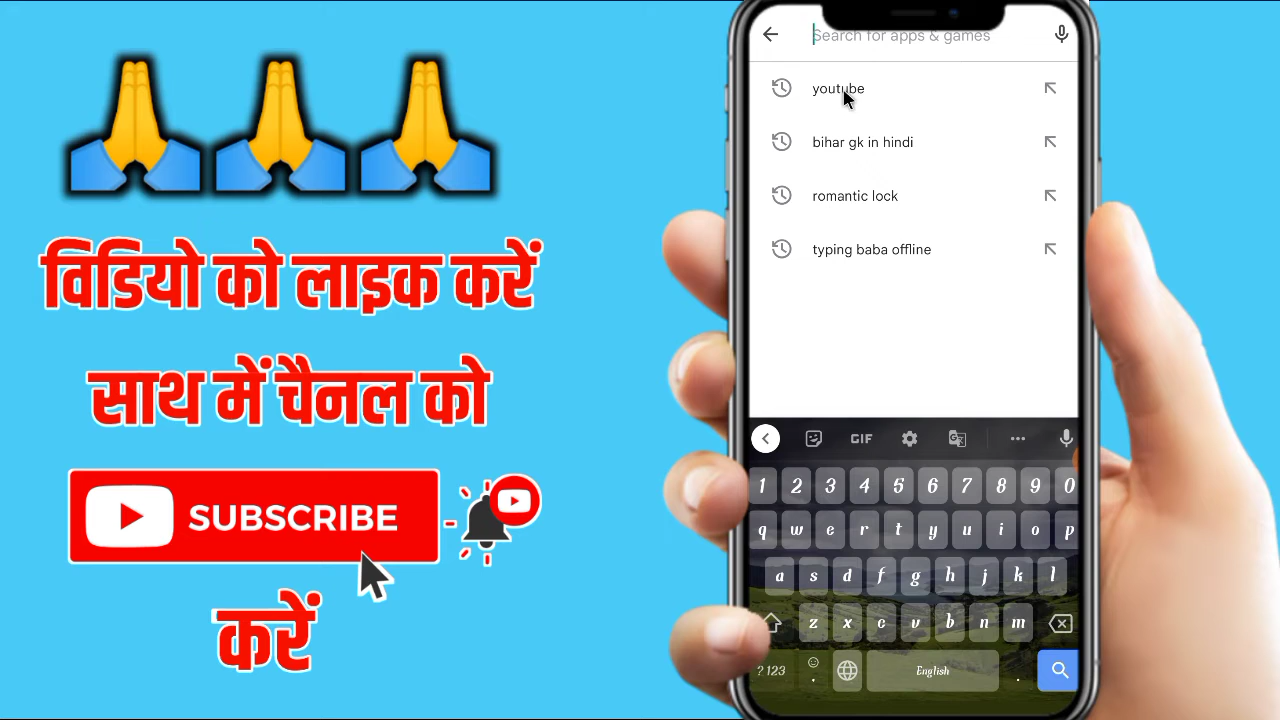 विडियो को लाइक करें
साथ में चैनल को
SUBSCRIBE
करें
Search for apps & games
youtube
bihar gk in hindi
romantic lock
typing baba offline
GIF
1 2 3 4 5 6 7 8 9 0
q w e r t y u i o p
a s d f g h j k l
z x c v b n m
?123 English .